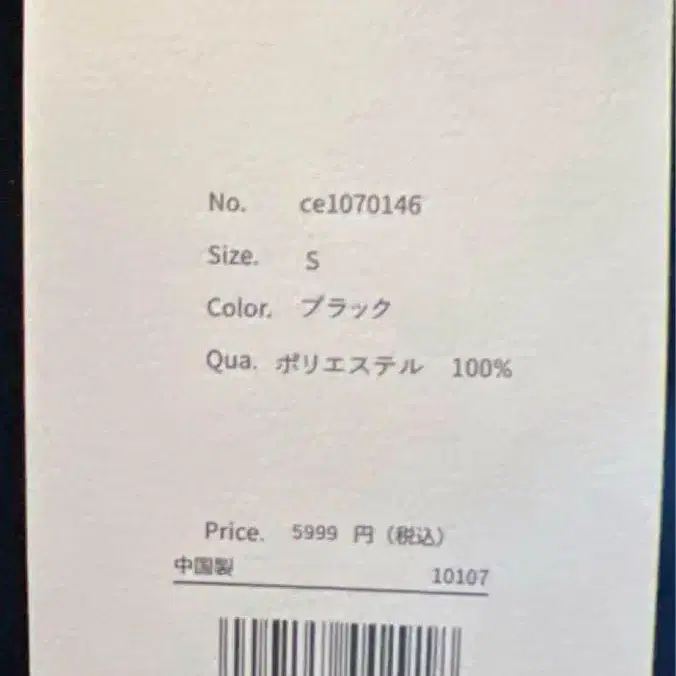 No. ce1070146
Size. S
Color. ブラック
Qua. ポリエステル 100%
Price. 5999 円（税込）
中国製 10107